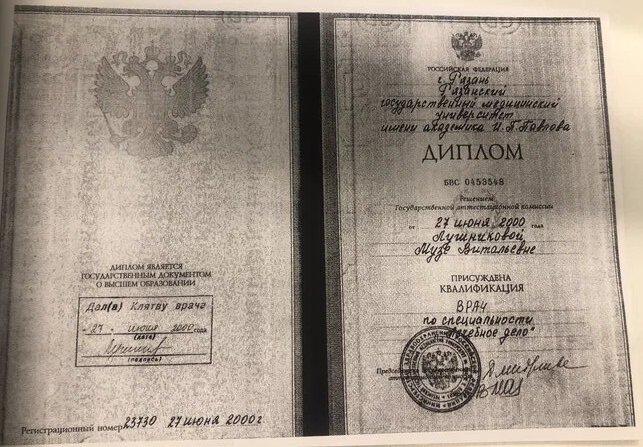 ДИПЛОМ ЯВЛЯЕТСЯ
ГОСУДАРСТВЕННЫМ ДОКУМЕНТОМ
О ВЫСШЕМ ОБРАЗОВАНИИ
Дал(а) Клятву врача
27 июня 2000 года
(дата)
(подпись)
Регистрационный номер 23730 27 июня 2000 г
РОССИЙСКАЯ ФЕДЕРАЦИЯ
г. Рязань
Рязанский
государственный медицинский
университет
имени академика И.П.Павлова
ДИПЛОМ
БВС 0453548
Решением
Государственной аттестационной комиссии
от 27 июня 2000 года
Лушниковой
Музе Витальевне
ПРИСУЖДЕНА
КВАЛИФИКАЦИЯ
ВРАЧ
по специальности
"Лечебное дело"